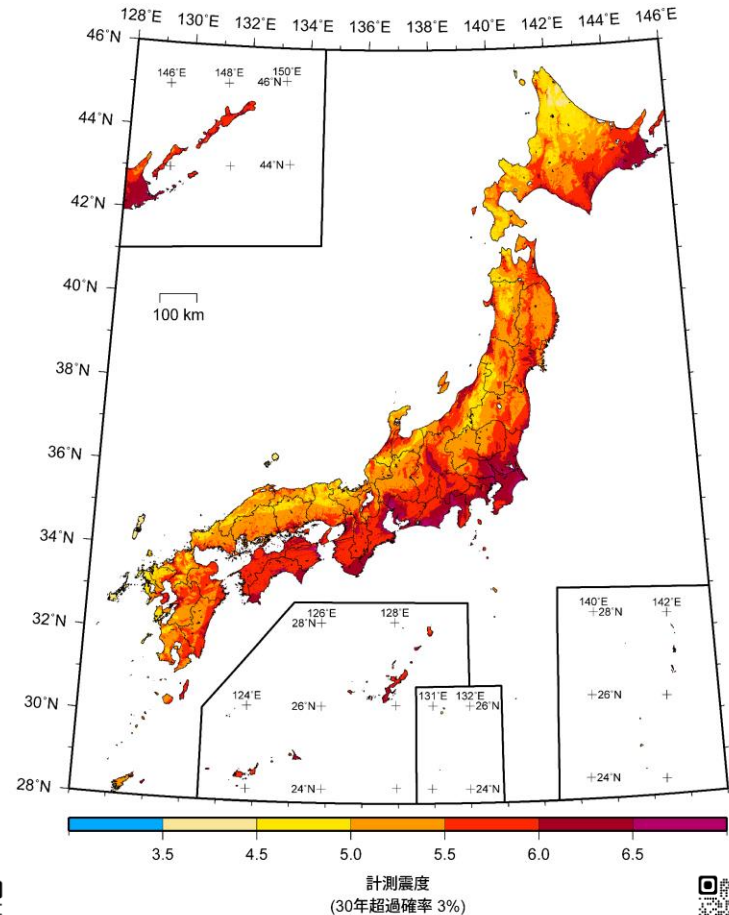 128˚E 130˚E 132˚E 134˚E 136˚E 138˚E 140˚E 142˚E 144˚E 146˚E
46˚N
146˚E 148˚E 150˚E
46˚N
44˚N
44˚N
42˚N
40˚N
100 km
38˚N
36˚N
34˚N
32˚N
126˚E 128˚E
28˚N
140˚E 142˚E
28˚N
124˚E
131˚E 132˚E
30˚N
26˚N
26˚N
26˚N
28˚N
24˚N
24˚N
24˚N
3.5 4.5 5.0 5.5 6.0 6.5
計測震度
(30年超過確率 3%)